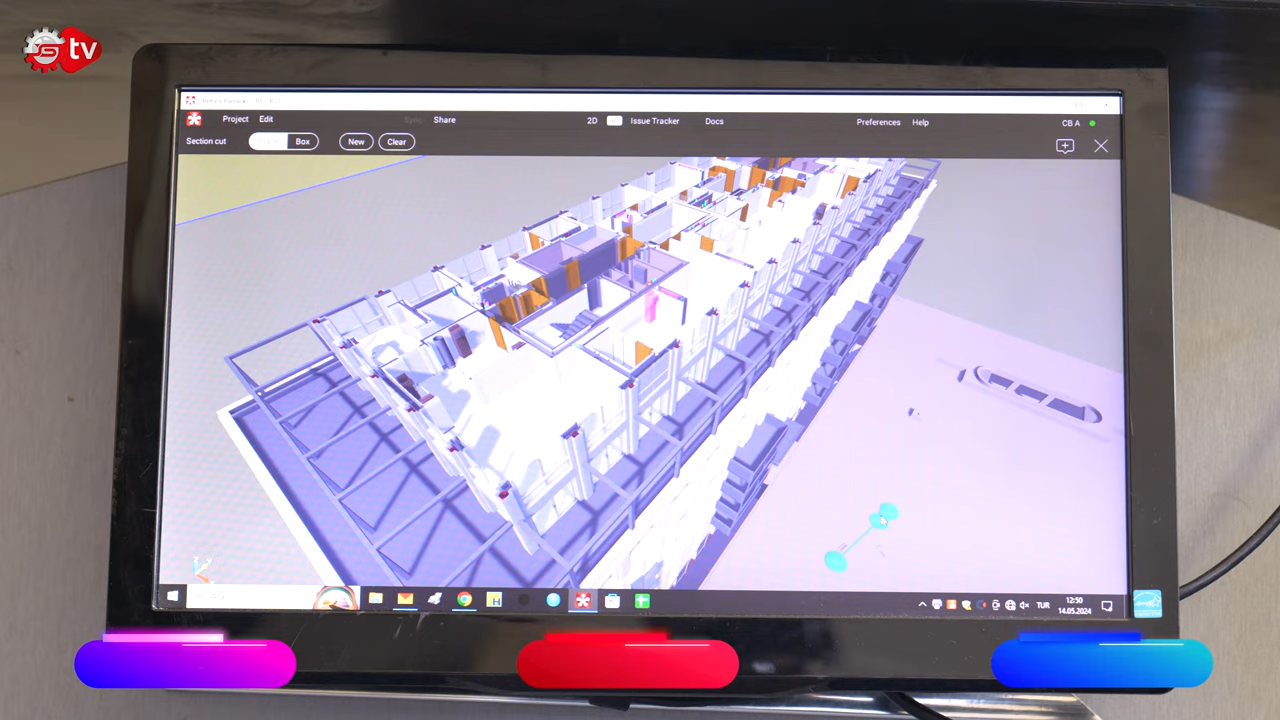 tv
Project Edit Share 2D Issue Tracker Docs Preferences Help CB A
Section cut Box New Clear
TUR
12:50
14.05.2024